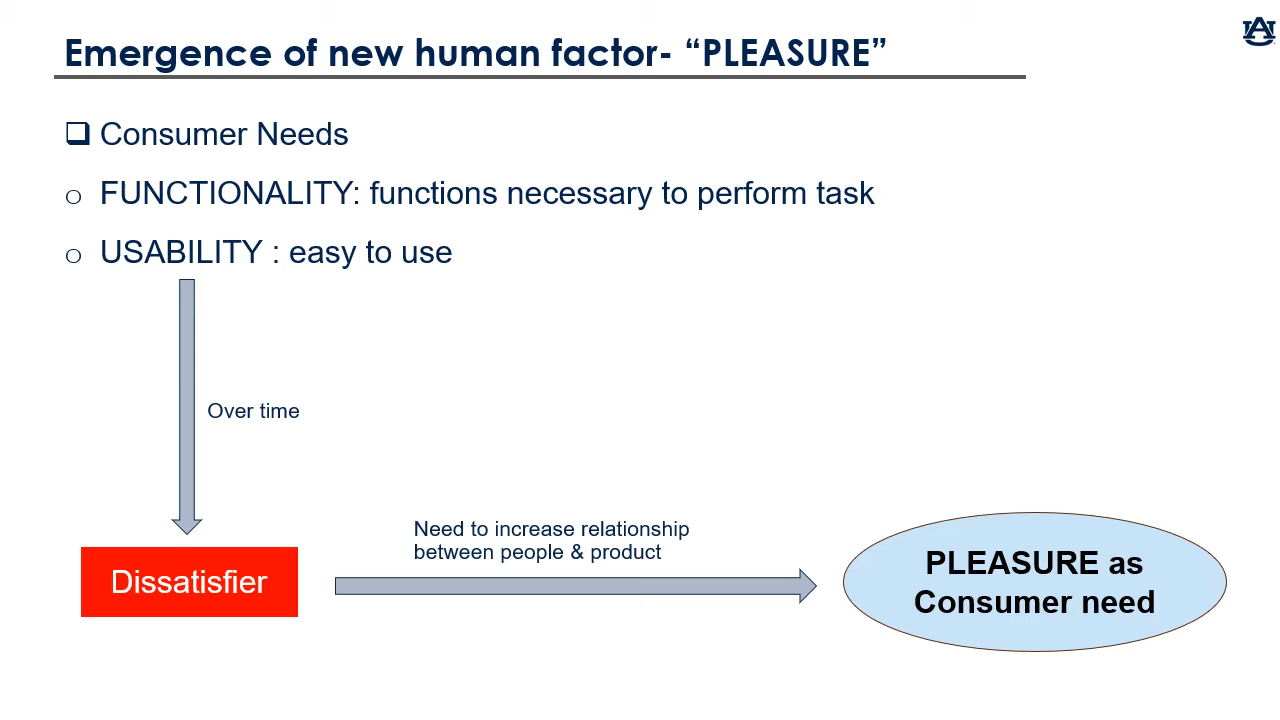 Emergence of new human factor- “PLEASURE”
Consumer Needs
FUNCTIONALITY: functions necessary to perform task
USABILITY : easy to use
Over time
Dissatisfier
Need to increase relationship
between people & product
PLEASURE as
Consumer need